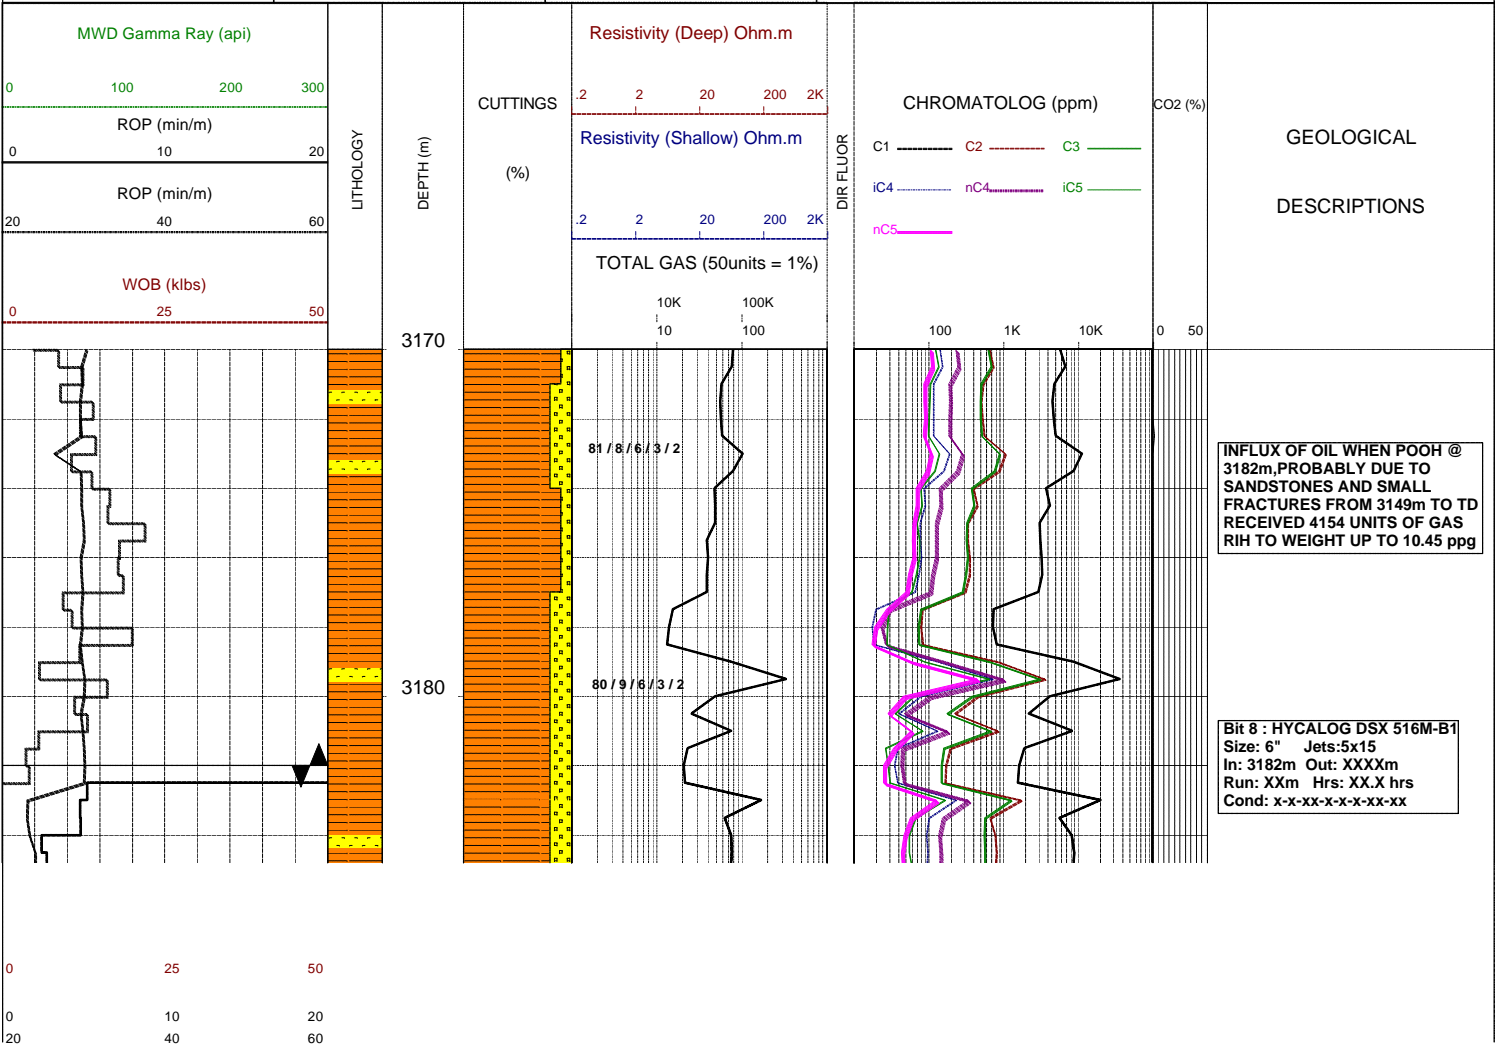 MWD Gamma Ray (api)
0 100 200 300
ROP (min/m)
0 10 20
ROP (min/m)
20 40 60
WOB (klbs)
0 25 50
LITHOLOGY
DEPTH (m)
CUTTINGS
(%)
Resistivity (Deep) Ohm.m
.2 2 20 200 2K
Resistivity (Shallow) Ohm.m
.2 2 20 200 2K
TOTAL GAS (50units = 1%)
10K 100K
10 100
DIR FLUOR
CHROMATOLOG (ppm)
C1 C2 C3
iC4 nC4 iC5
nC5
100 1K 10K
CO2 (%)
0 50
GEOLOGICAL
DESCRIPTIONS
3170
81 / 8 / 6 / 3 / 2
INFLUX OF OIL WHEN POOH @
3182m,PROBABLY DUE TO
SANDSTONES AND SMALL
FRACTURES FROM 3149m TO TD
RECEIVED 4154 UNITS OF GAS
RIH TO WEIGHT UP TO 10.45 ppg
3180
80 / 9 / 6 / 3 / 2
Bit 8 : HYCALOG DSX 516M-B1
Size: 6" Jets:5x15
In: 3182m Out: XXXXm
Run: XXm Hrs: XX.X hrs
Cond: x-x-xx-x-x-x-xx-xx
0 25 50
0 10 20
20 40 60